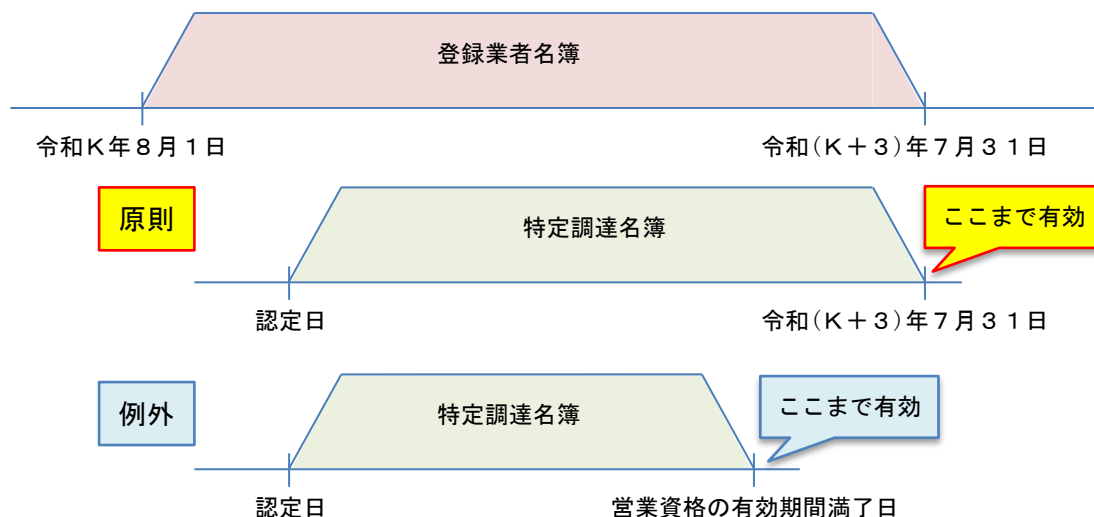 登録業者名簿
令和K年８月１日
令和(K＋３)年７月３１日
原則
特定調達名簿
ここまで有効
認定日
令和(K＋３)年７月３１日
例外
特定調達名簿
ここまで有効
認定日
営業資格の有効期間満了日